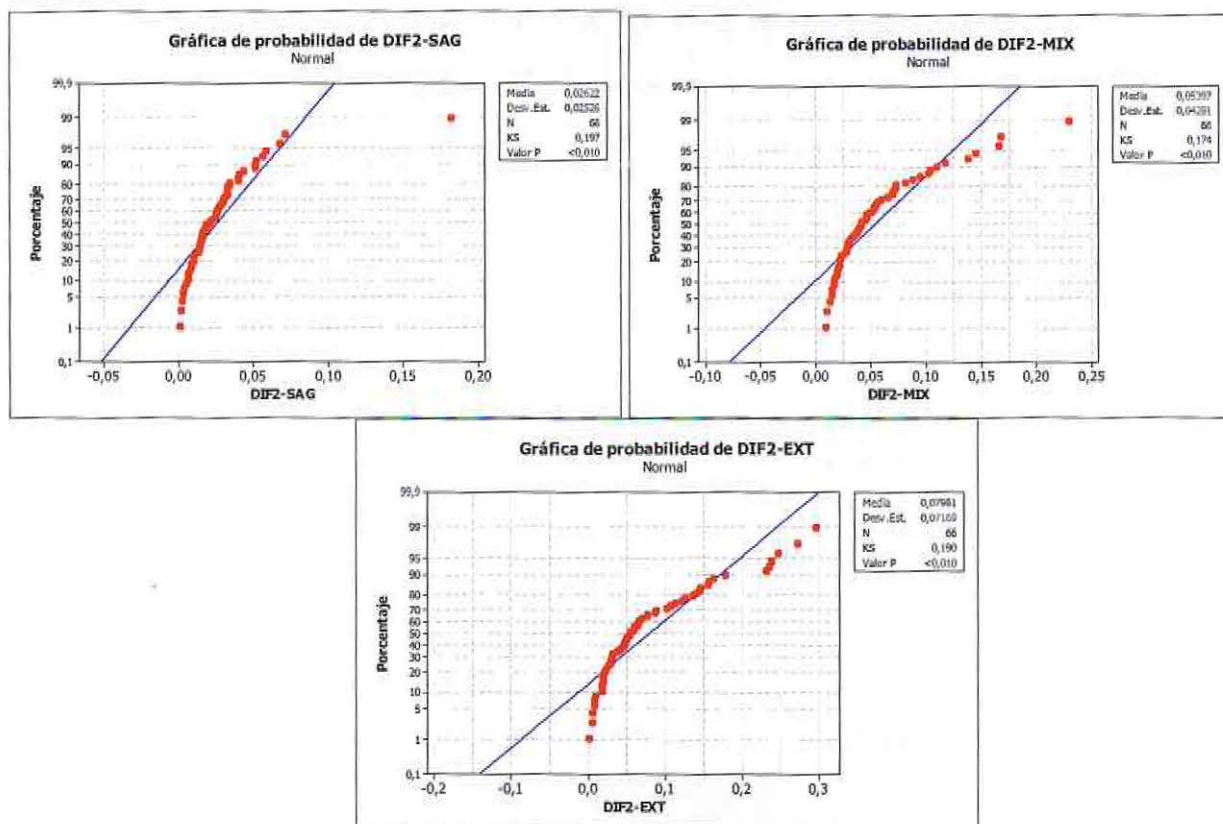 Gráfica de probabilidad de DIF2-SAG
Normal
99,9
99
95
90
80
70
60
50
40
30
20
10
5
1
0,1
Porcentaje
-0,05
0,00
0,05
0,10
0,15
0,20
DIF2-SAG
Media 0,02622
Desv.Est. 0,02526
N 66
KS 0,197
Valor P <0,010
Gráfica de probabilidad de DIF2-MIX
Normal
99,9
99
95
90
80
70
60
50
40
30
20
10
5
1
0,1
Porcentaje
-0,10
-0,05
0,00
0,05
0,10
0,15
0,20
0,25
DIF2-MIX
Media 0,05397
Desv.Est. 0,04281
N 66
KS 0,174
Valor P <0,010
Gráfica de probabilidad de DIF2-EXT
Normal
99,9
99
95
90
80
70
60
50
40
30
20
10
5
1
0,1
Porcentaje
-0,2
-0,1
0,0
0,1
0,2
0,3
DIF2-EXT
Media 0,07981
Desv.Est. 0,07169
N 66
KS 0,190
Valor P <0,010